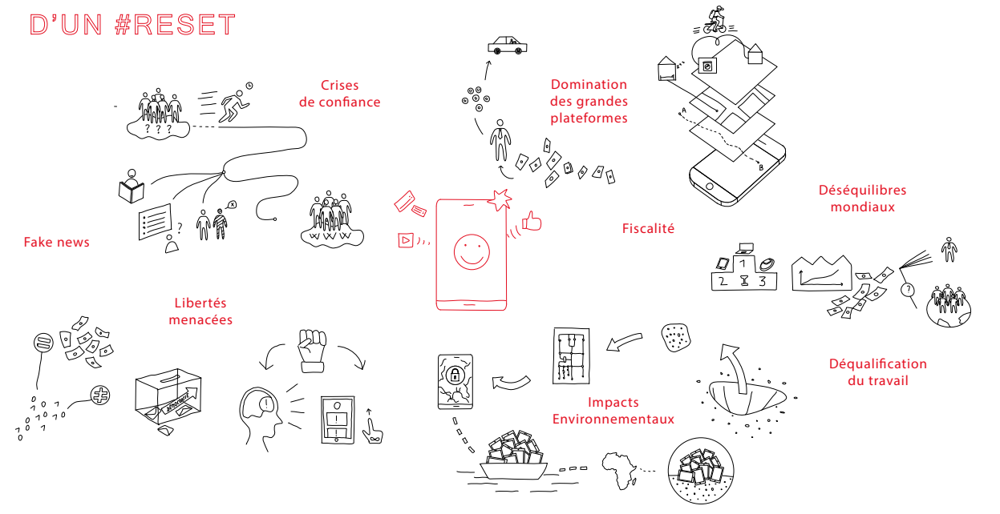 D'UN #RESET
Crises
de confiance
Domination
des grandes
plateformes
A
B
? ? ?
?
x
W W W
Fake news
Fiscalité
Déséquilibres
mondiaux
1
2 3
?
Libertés
menacées
Déqualification
du travail
Impacts
Environnementaux